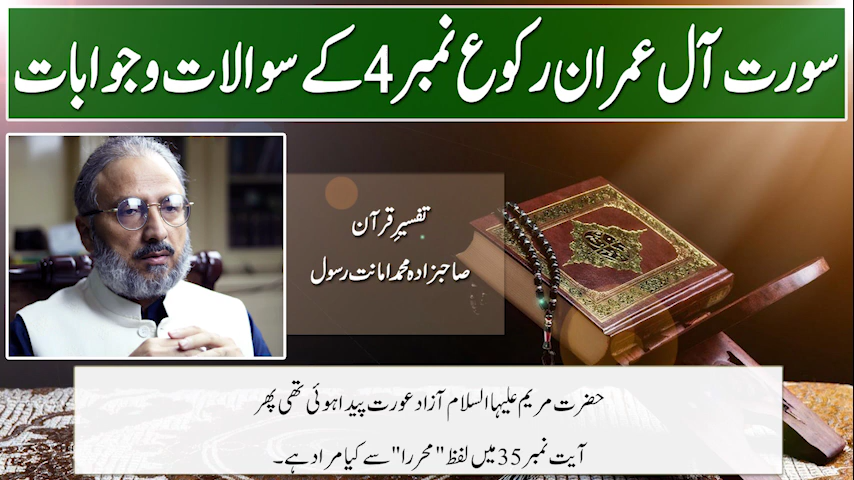 سورت آل عمران رکوع نمبر 4 کے سوالات و جوابات
تفسیر قرآن
صاحبزادہ محمد امانت رسول
حضرت مریم علیہا السلام آزاد عورت پیدا ہوئی تھی پھر
آیت نمبر 35 میں لفظ "محررا" سے کیا مراد ہے۔